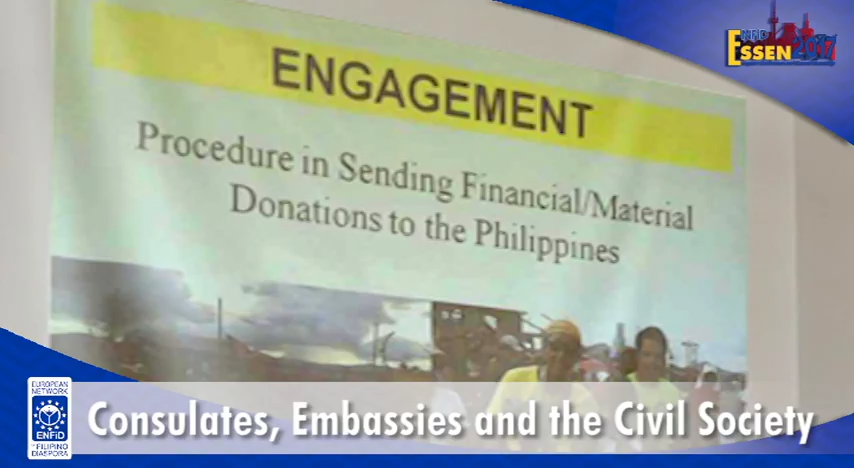 ENFiD
ESSEN 2017
ENGAGEMENT
Procedure in Sending Financial/Material
Donations to the Philippines
EUROPEAN
NETWORK
ENFiD
FILIPINO
DIASPORA
Consulates, Embassies and the Civil Society